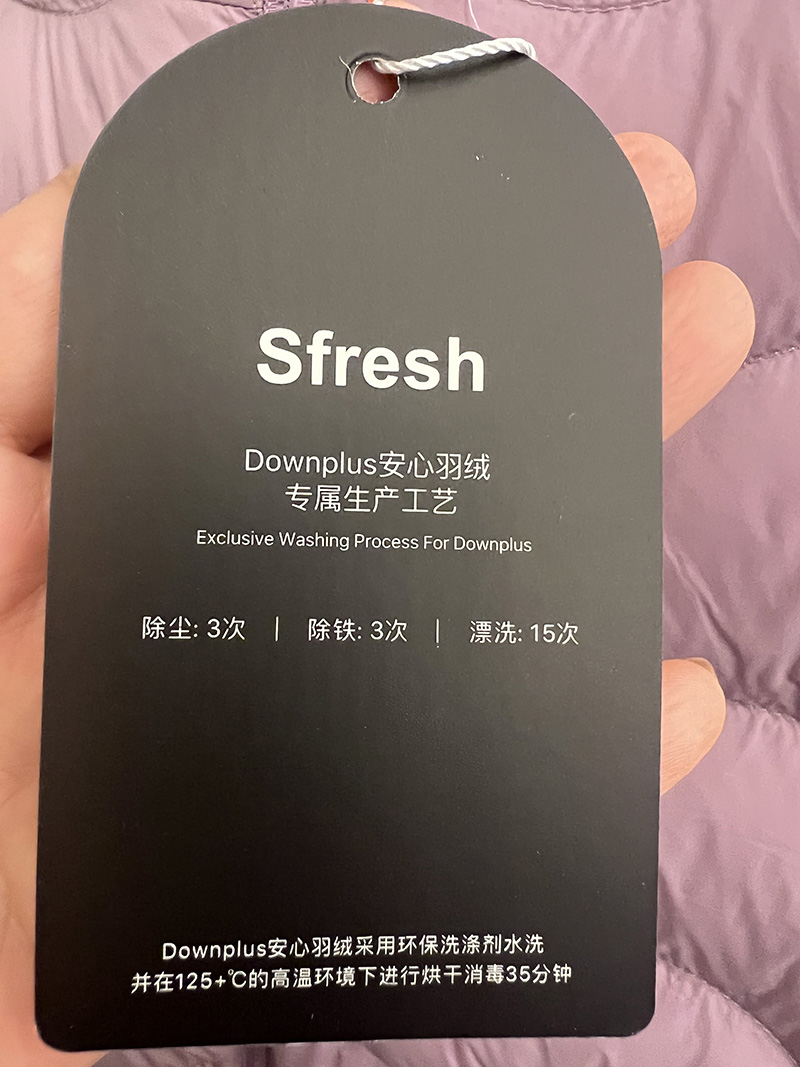 Sfresh
Downplus安心羽绒
专属生产工艺
Exclusive Washing Process For Downplus
除尘: 3次 | 除铁: 3次 | 漂洗: 15次
Downplus安心羽绒采用环保洗涤剂水洗
并在125+℃的高温环境下进行烘干消毒35分钟